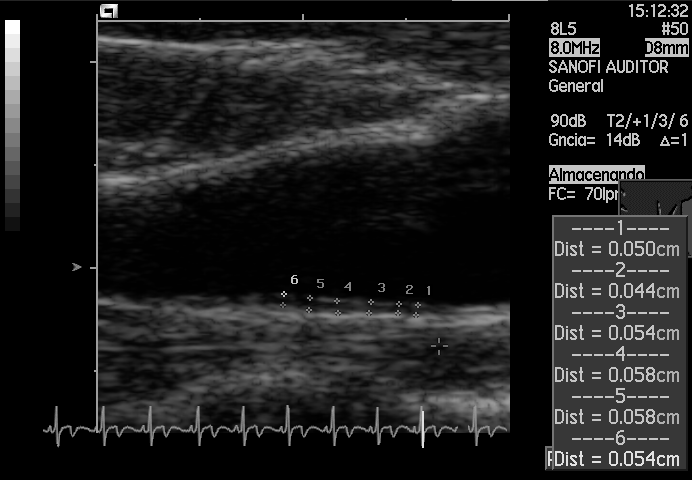 15:12:32
8L5 #50
8.0MHz D8mm
SANOFI AUDITOR
General
90dB T2/+1/3/ 6
Gncia= 14dB Δ=1
Almacenando
FC= 70lpm
----1----
Dist = 0.050cm
----2----
Dist = 0.044cm
----3----
Dist = 0.054cm
----4----
Dist = 0.058cm
----5----
Dist = 0.058cm
----6----
Dist = 0.054cm
6 5 4 3 2 1